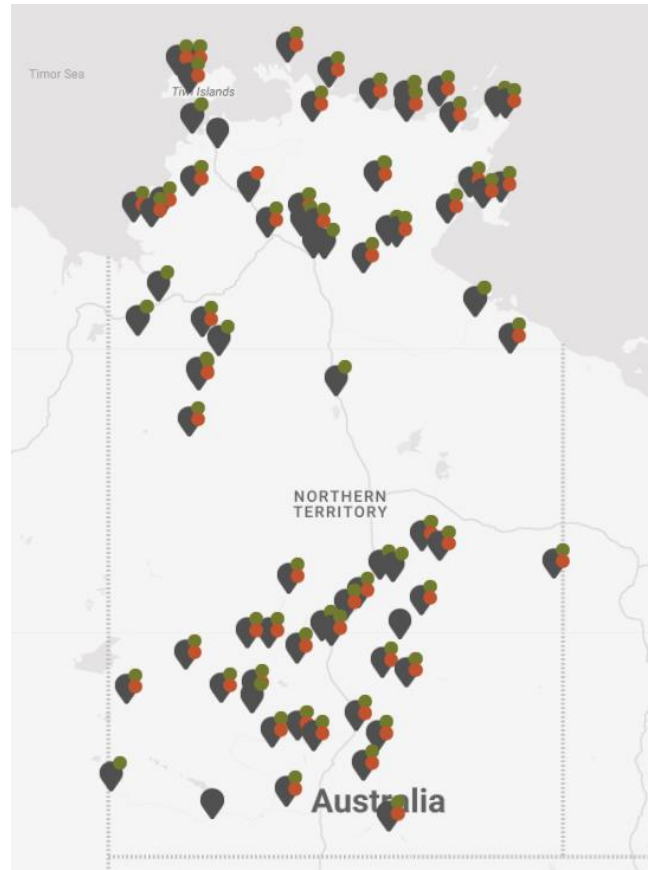 Timor Sea
Tiwi Islands
NORTHERN
TERRITORY
Australia